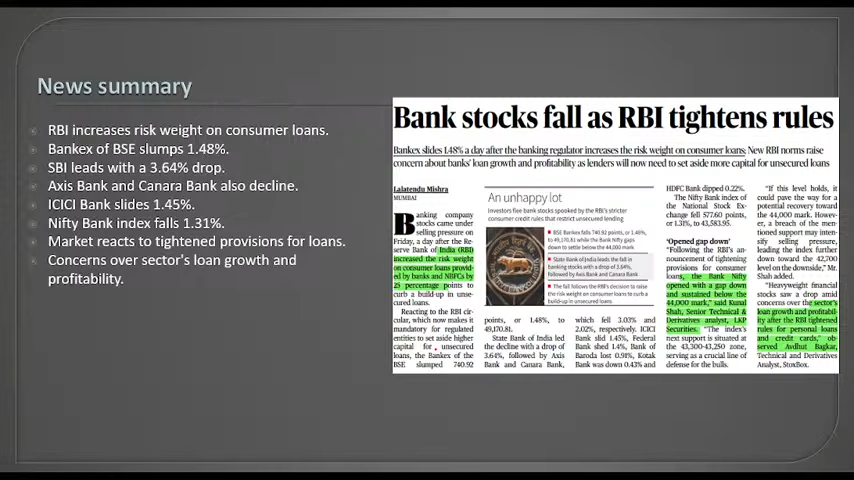 News summary
RBI increases risk weight on consumer loans.
Bankex of BSE slumps 1.48%.
SBI leads with a 3.64% drop.
Axis Bank and Canara Bank also decline.
ICICI Bank slides 1.45%.
Nifty Bank index falls 1.31%.
Market reacts to tightened provisions for loans.
Concerns over sector's loan growth and
profitability.
Bank stocks fall as RBI tightens rules
Bankex slides 1.48% a day after the banking regulator increases the risk weight on consumer loans; New RBI norms raise
concern about banks' loan growth and profitability as lenders will now need to set aside more capital for unsecured loans
Lalatendu Mishra
MUMBAI
Banking company
stocks came under
selling pressure on
Friday, a day after the Re-
serve Bank of India (RBI)
increased the risk weight
on consumer loans provid-
ed by banks and NBFCs by
25 percentage points to
curb a build-up in unse-
cured loans.
Reacting to the RBI cir-
cular, which now makes it
mandatory for regulated
entities to set aside higher
capital for unsecured
loans, the Bankex of the
BSE slumped 740.92
An unhappy lot
Investors flee bank stocks spooked by the RBI's stricter
consumer credit rules that restrict unsecured lending
BSE Bankex falls 740.92 points, or 1.48%,
to 49,170.81 while the Bank Nifty gaps
down to settle below the 44,000 mark
State Bank of India leads the fall in
banking stocks with a drop of 3.64%,
followed by Axis Bank and Canara Bank
The fall follows the RBI's decision to raise
the risk weight on consumer loans to curb a
build-up in unsecured loans
points, or 1.48%, to
49,170.81.
State Bank of India led
the decline with a drop of
3.64%, followed by Axis
Bank and Canara Bank,
which fell 3.03% and
2.02%, respectively. ICICI
Bank slid 1.45%, Federal
Bank shed 1.4%, Bank of
Baroda lost 0.91%, Kotak
Bank was down 0.43% and
HDFC Bank dipped 0.22%.
The Nifty Bank index of
the National Stock Ex-
change fell 577.60 points,
or 1.31%, to 43,583.95.
'Opened gap down'
"Following the RBI's an-
nouncement of tightening
provisions for consumer
loans, the Bank Nifty
opened with a gap down
and sustained below the
44,000 mark," said Kunal
Shah, Senior Technical &
Derivatives analyst, LKP
Securities. "The index's
next support is situated at
the 43,300-43,250 zone,
serving as a crucial line of
defense for the bulls.
"If this level holds, it
could pave the way for a
potential recovery toward
the 44,000 mark. Howev-
er, a breach of the men-
tioned support may inten-
sify selling pressure,
leading the index further
down toward the 42,700
level on the downside," Mr.
Shah added.
"Heavyweight financial
stocks saw a drop amid
concerns over the sector's
loan growth and profitabil-
ity after the RBI tightened
rules for personal loans
and credit cards," ob-
served Avdhut Bagkar,
Technical and Derivatives
Analyst, StoxBox.